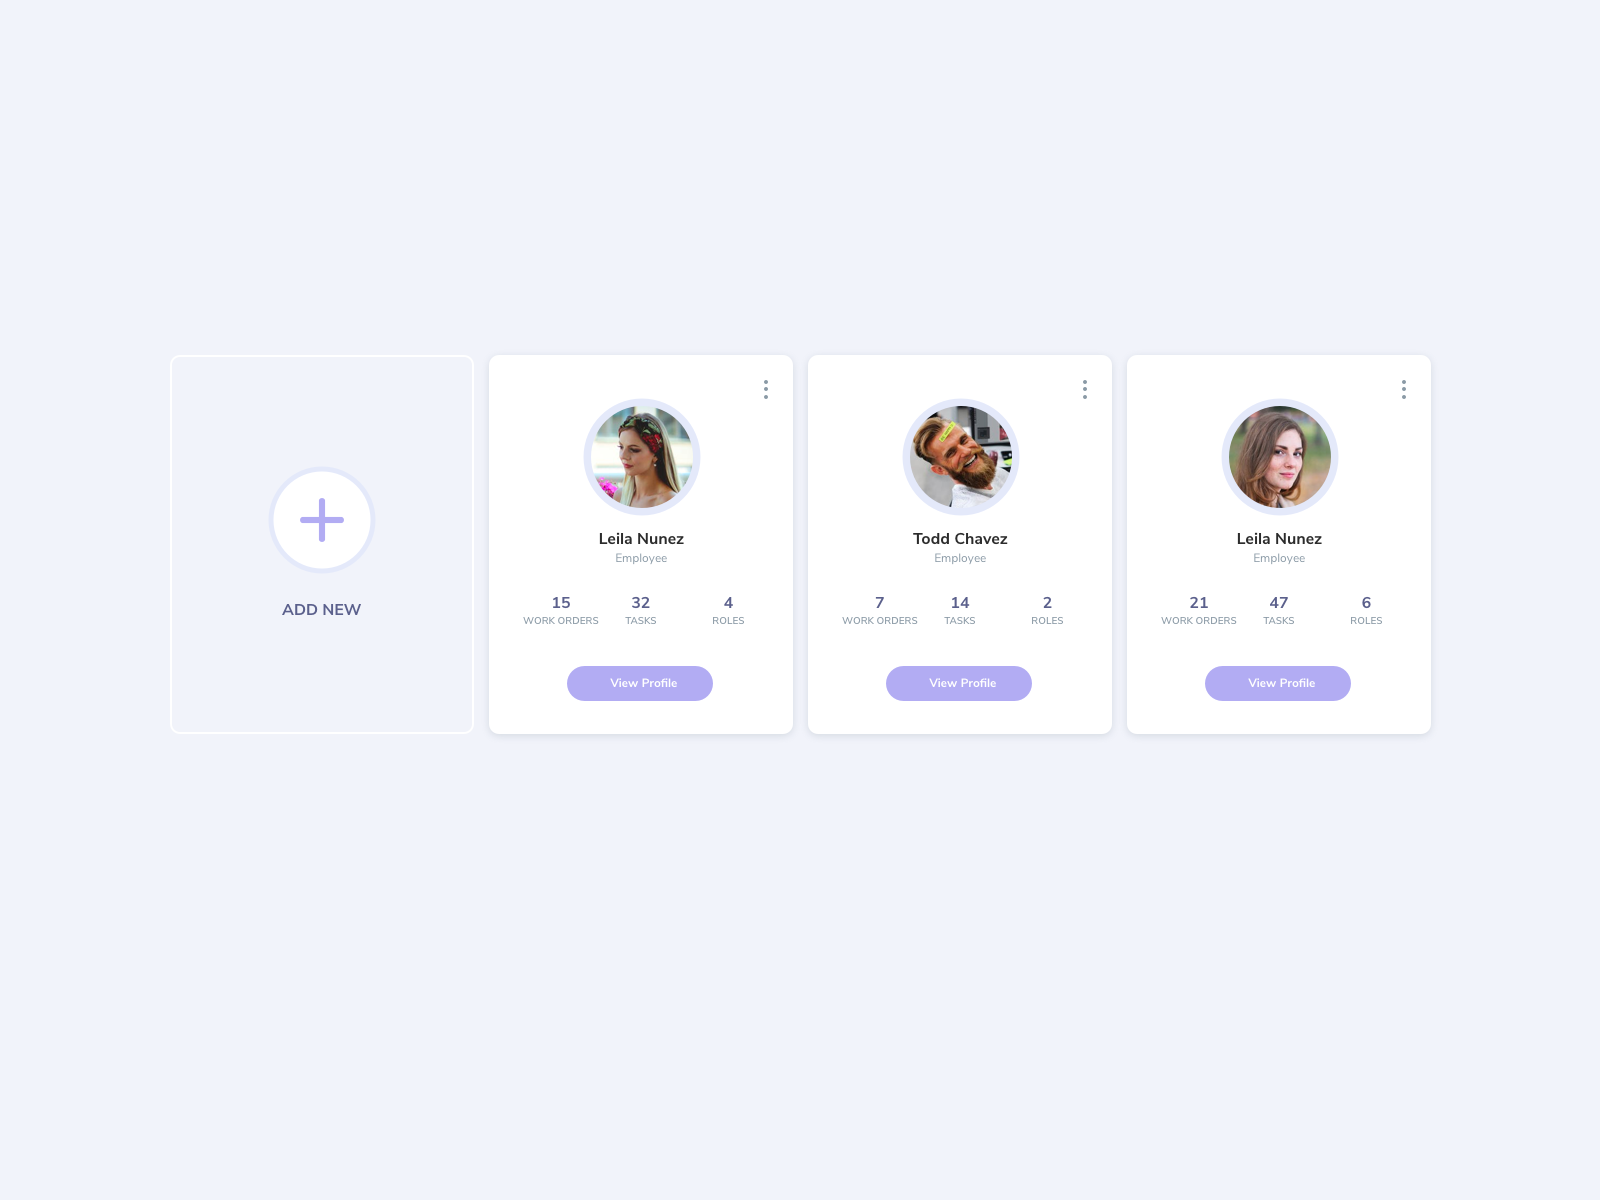 ADD NEW
Leila Nunez
Employee
15 32 4
WORK ORDERS TASKS ROLES
View Profile
Todd Chavez
Employee
7 14 2
WORK ORDERS TASKS ROLES
View Profile
Leila Nunez
Employee
21 47 6
WORK ORDERS TASKS ROLES
View Profile